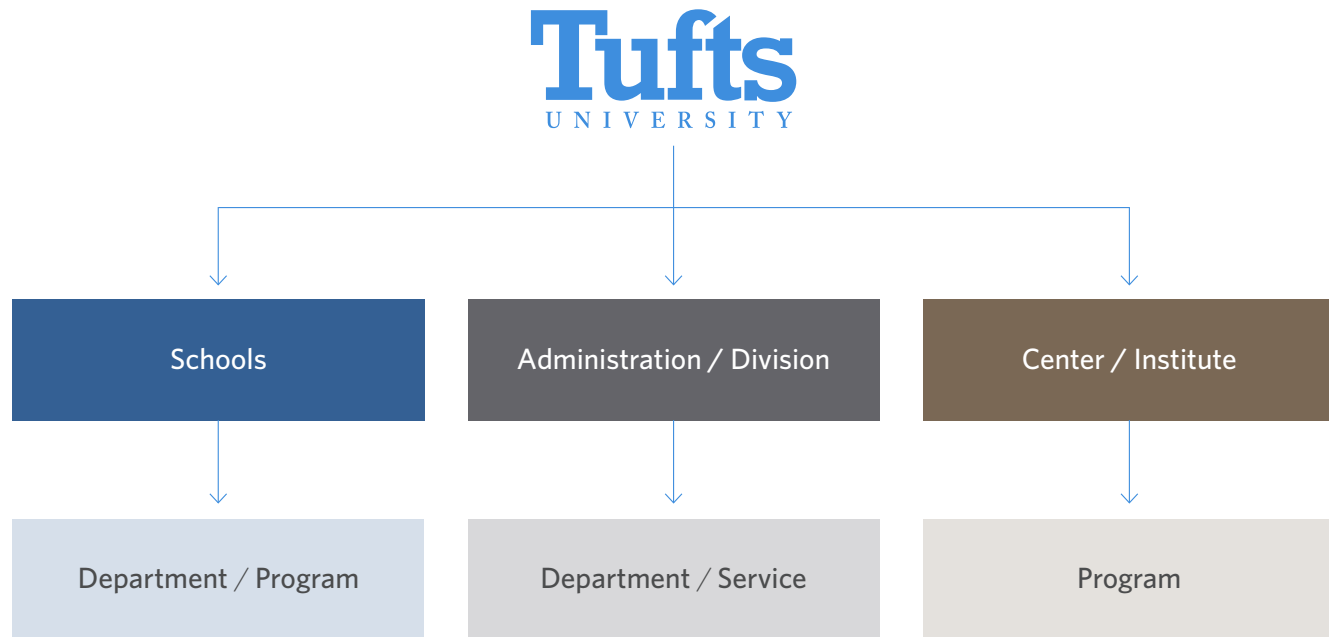 Tufts
UNIVERSITY
Schools
Administration / Division
Center / Institute
Department / Program
Department / Service
Program